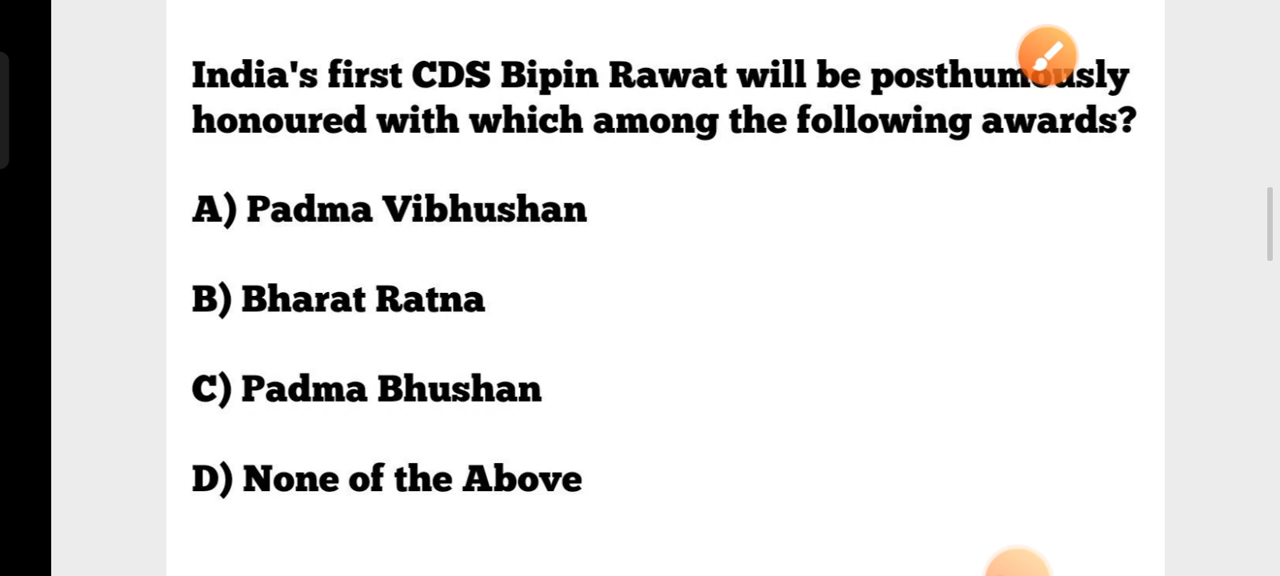 India's first CDS Bipin Rawat will be posthumously
honoured with which among the following awards?
A) Padma Vibhushan
B) Bharat Ratna
C) Padma Bhushan
D) None of the Above